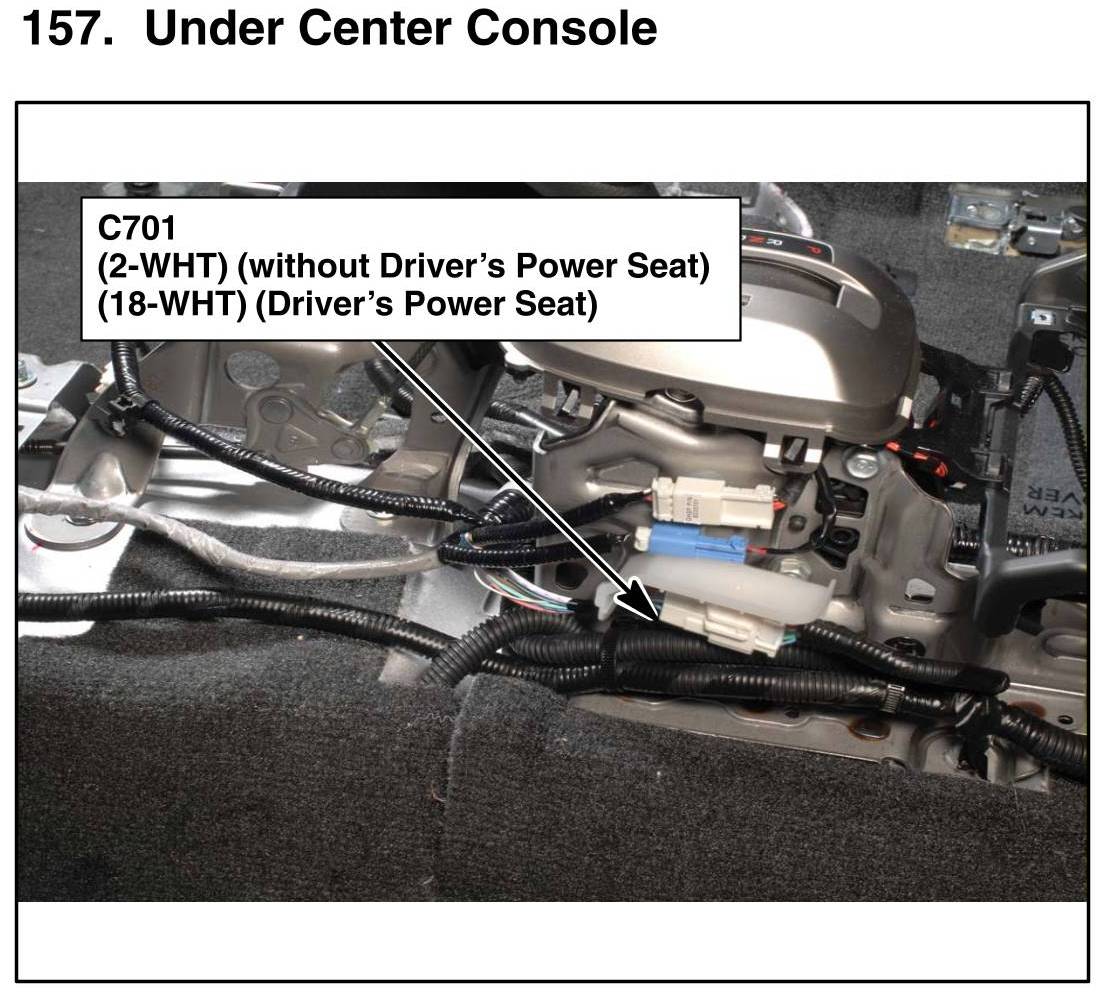 157. Under Center Console
C701
(2-WHT) (without Driver's Power Seat)
(18-WHT) (Driver's Power Seat)
P
R
N